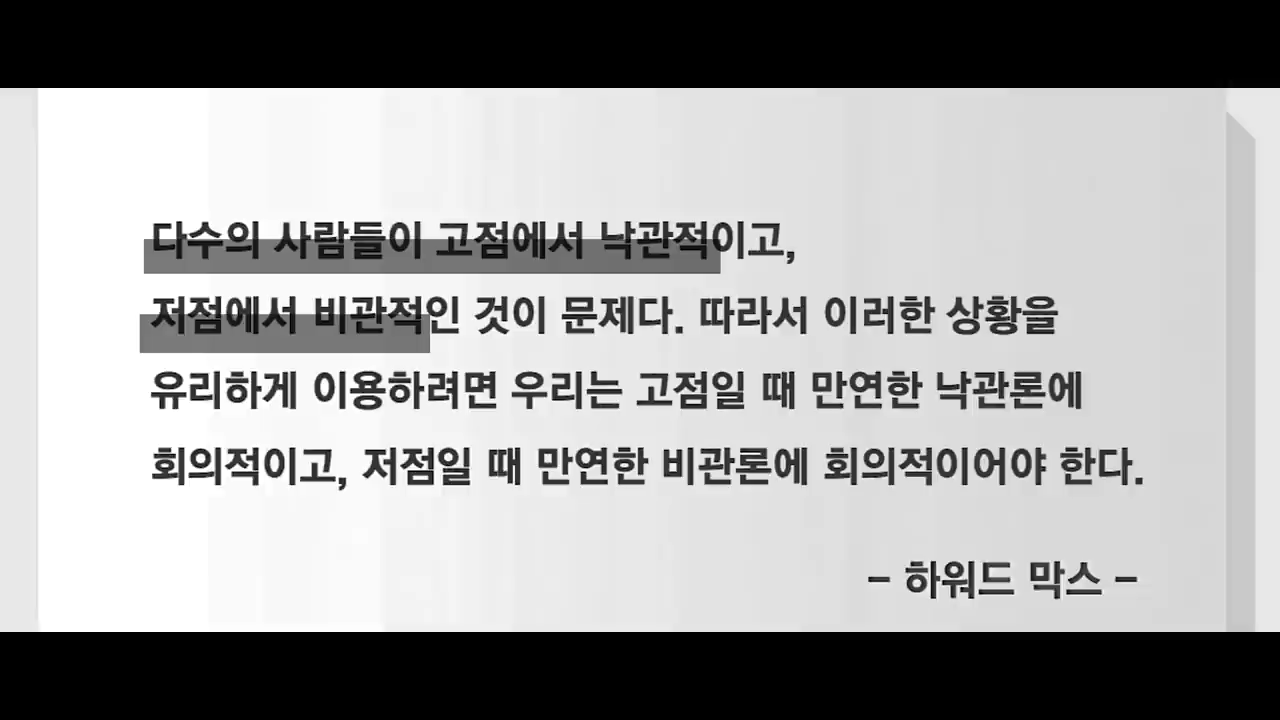 다수의 사람들이 고점에서 낙관적이고,
저점에서 비관적인 것이 문제다. 따라서 이러한 상황을
유리하게 이용하려면 우리는 고점일 때 만연한 낙관론에
회의적이고, 저점일 때 만연한 비관론에 회의적이어야 한다.
- 하워드 막스 -